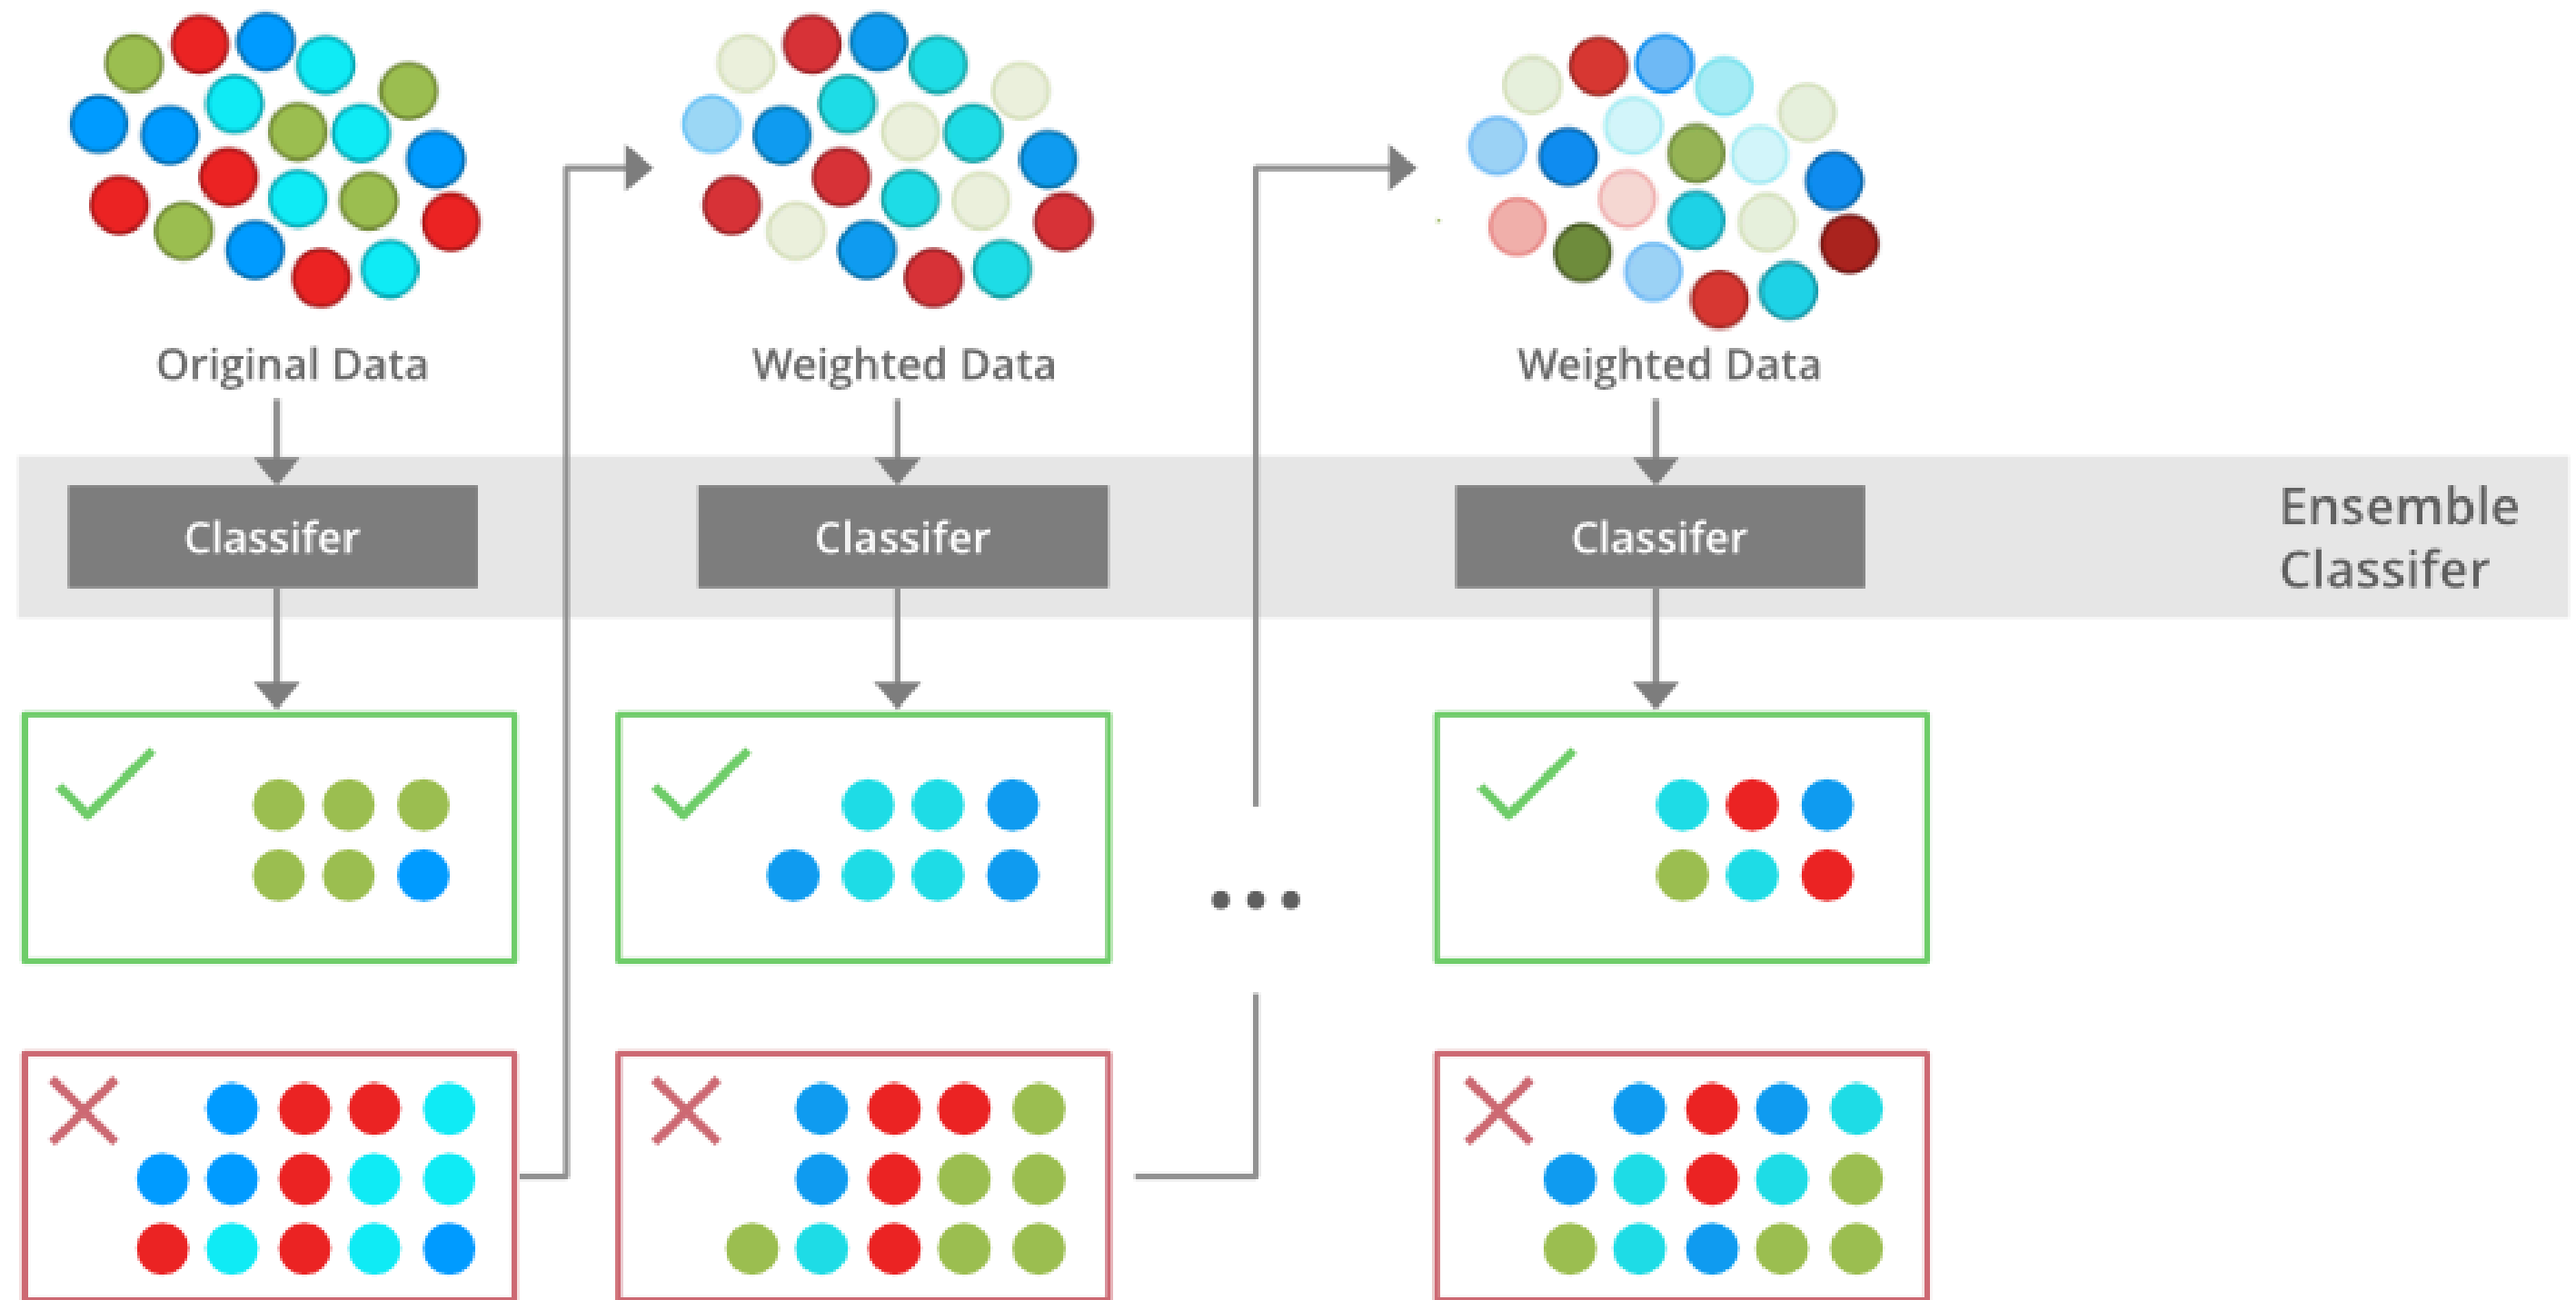 Original Data
Weighted Data
Weighted Data
Classifer
Classifer
Classifer
Ensemble
Classifer